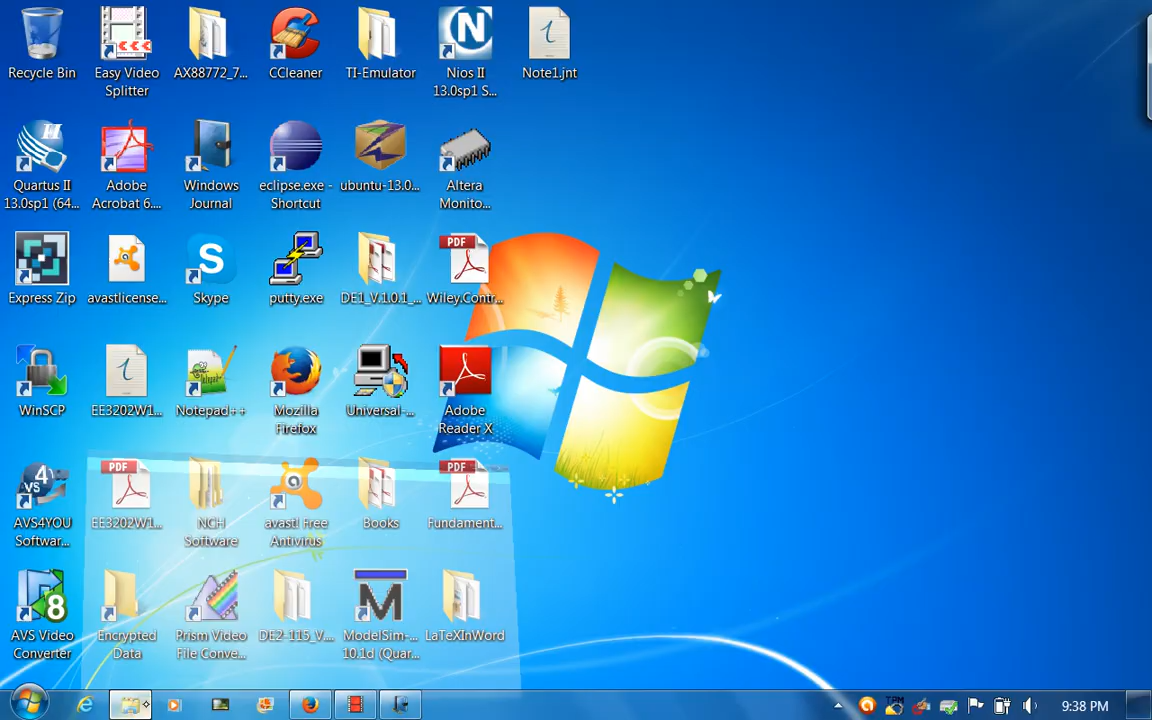 Recycle Bin
Easy Video
Splitter
AX88772_7...
CCleaner
TI-Emulator
Nios II
13.0sp1 S...
Note1.jnt
Quartus II
13.0sp1 (64...
Adobe
Acrobat 6....
Windows
Journal
eclipse.exe -
Shortcut
ubuntu-13.0...
Altera
Monito...
Express Zip
avastlicense...
Skype
putty.exe
DE1_V.1.0.1_...
PDF
Wiley.Contr...
WinSCP
EE3202W1...
Notepad++
Mozilla
Firefox
Universal-...
Adobe
Reader X
AVS4YOU
Softwar...
PDF
EE3202W1...
NCH
Software
avast! Free
Antivirus
Books
PDF
Fundament...
AVS Video
Converter
Encrypted
Data
Prism Video
File Conve...
DE2-115_V....
ModelSim-...
10.1d (Quar...
LaTeXInWord
9:38 PM